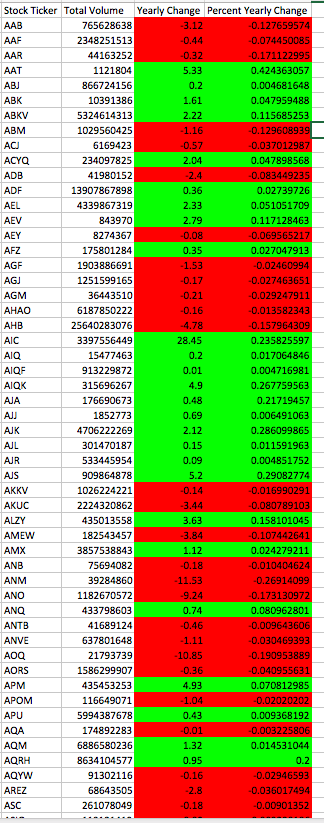 Stock Ticker Total Volume Yearly Change Percent Yearly Change
AAB 765628638 -3.12 -0.127659574
AAF 2348251513 -0.44 -0.074450085
AAR 44163252 -0.32 -0.171122995
AAT 1121804 5.33 0.424363057
ABJ 866724156 0.2 0.004681648
ABK 10391386 1.61 0.047959488
ABKV 5324614313 2.22 0.115685253
ABM 1029560425 -1.16 -0.129608939
ACJ 6169423 -0.57 -0.037012987
ACYQ 234097825 2.04 0.047898568
ADB 41980152 -2.4 -0.083449235
ADF 13907867898 0.36 0.02739726
AEL 4339867319 2.33 0.051051709
AEV 843970 2.79 0.117128463
AEY 8274367 -0.08 -0.069565217
AFZ 175801284 0.35 0.027047913
AGF 1903886691 -1.53 -0.02460994
AGJ 1251599165 -0.17 -0.027463651
AGM 36443510 -0.21 -0.029247911
AHAO 6187850222 -0.16 -0.013582343
AHB 25640283076 -4.78 -0.157964309
AIC 3397556449 28.45 0.235825597
AIQ 15477463 0.2 0.017064846
AIQF 913229872 0.01 0.004716981
AIQK 315696267 4.9 0.267759563
AJA 176690673 0.48 0.21719457
AJJ 1852773 0.69 0.006491063
AJK 4706222269 2.12 0.286099865
AJL 301470187 0.15 0.011591963
AJR 533445954 0.09 0.004851752
AJS 909864878 5.2 0.29082774
AKKV 1026224221 -0.14 -0.016990291
AKUC 2224320862 -3.44 -0.080789103
ALZY 435013558 3.63 0.158101045
AMEW 182543457 -3.84 -0.107442641
AMX 3857538843 1.12 0.024279211
ANB 75694082 -0.18 -0.010404624
ANM 39284860 -11.53 -0.26914099
ANO 1182670572 -9.24 -0.173130972
ANQ 433798603 0.74 0.080962801
ANTB 41689124 -0.46 -0.009643606
ANVE 637801648 -1.11 -0.030469393
AOQ 21793739 -10.85 -0.190953889
AORS 1586299907 -0.36 -0.040955631
APM 435453253 4.93 0.070812985
APOM 116649071 -1.04 -0.02020202
APU 5994387678 0.43 0.009368192
AQA 174892283 -0.01 -0.003225806
AQM 6886580236 1.32 0.014531044
AQRH 8634104577 0.95 0.2
AQYW 91302116 -0.16 -0.02946593
AREZ 68643505 -2.8 -0.036017494
ASC 261078049 -0.18 -0.00901352